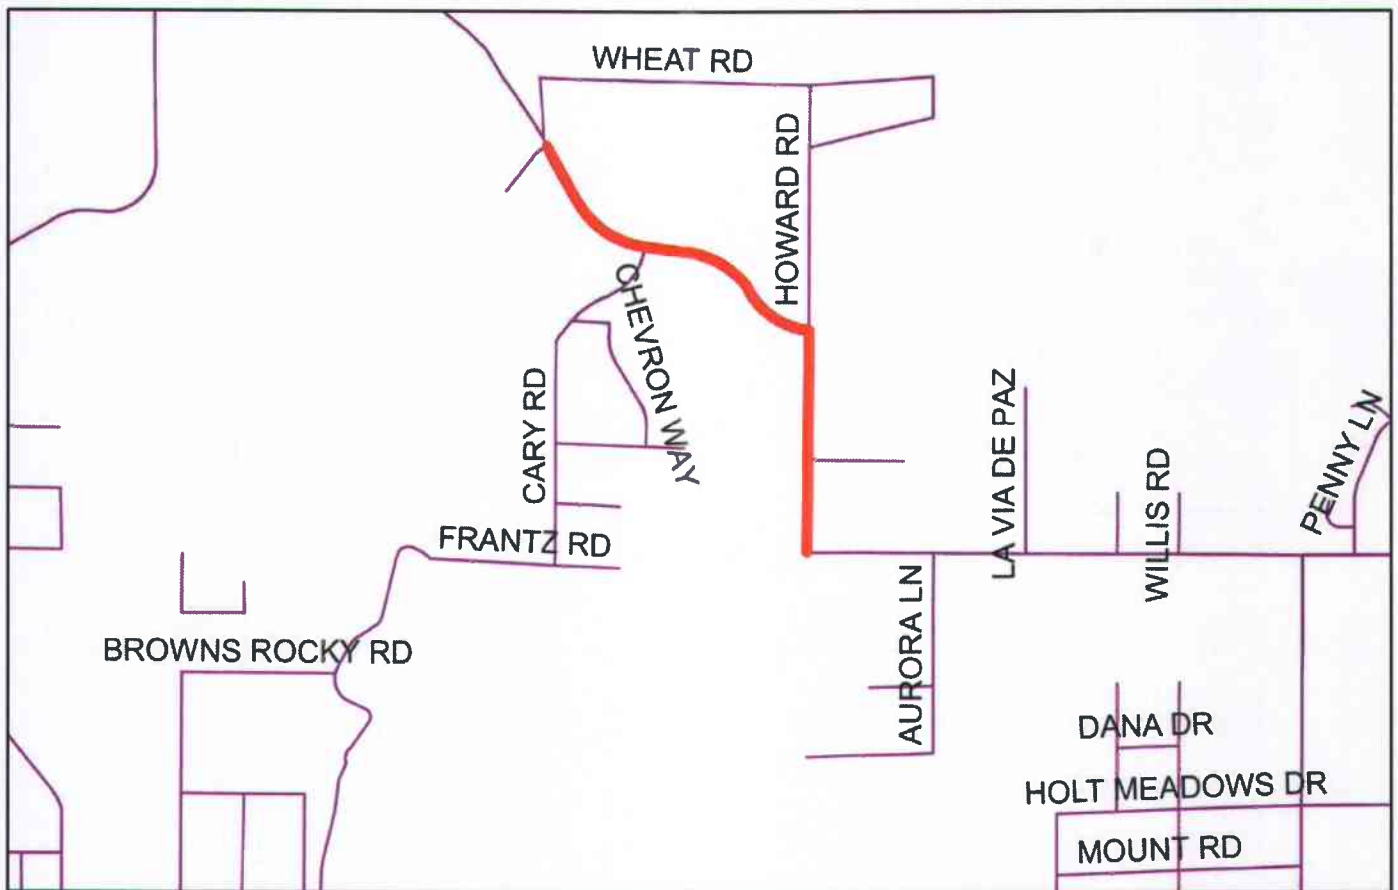 WHEAT RD
HOWARD RD
CHEVRON WAY
CARY RD
LA VIA DE PAZ
PENNY LN
WILLIS RD
FRANTZ RD
AURORA LN
BROWNS ROCKY RD
DANA DR
HOLT MEADOWS DR
MOUNT RD